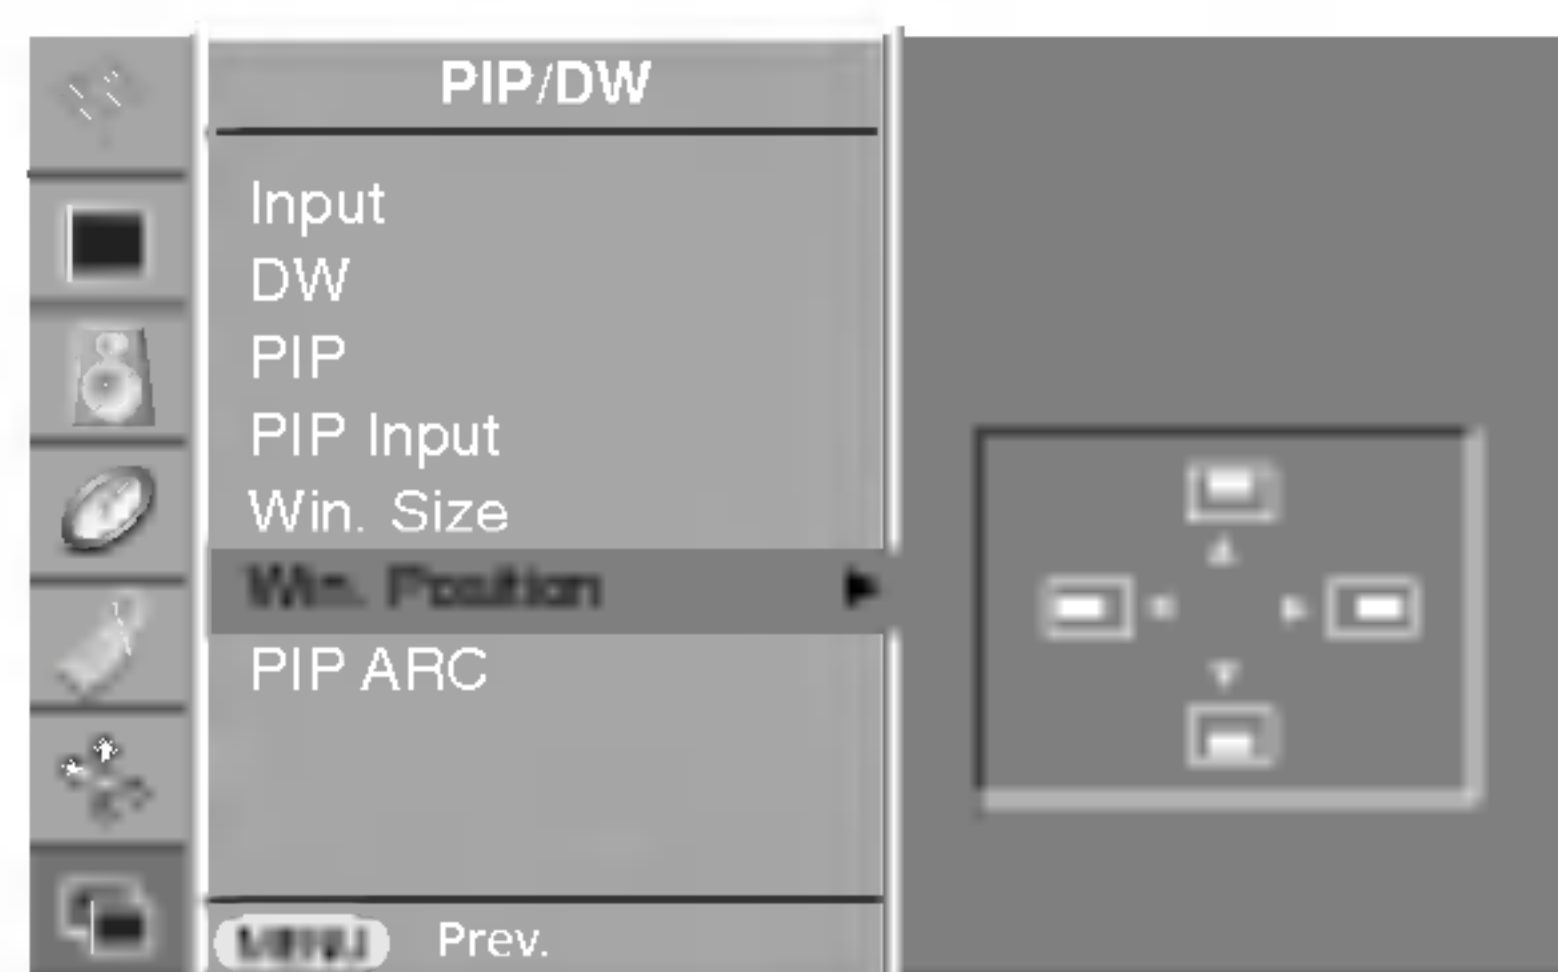 PIP/DW
Input
DW
PIP
PIP Input
Win. Size
Win. Position
PIP ARC
MENU Prev.